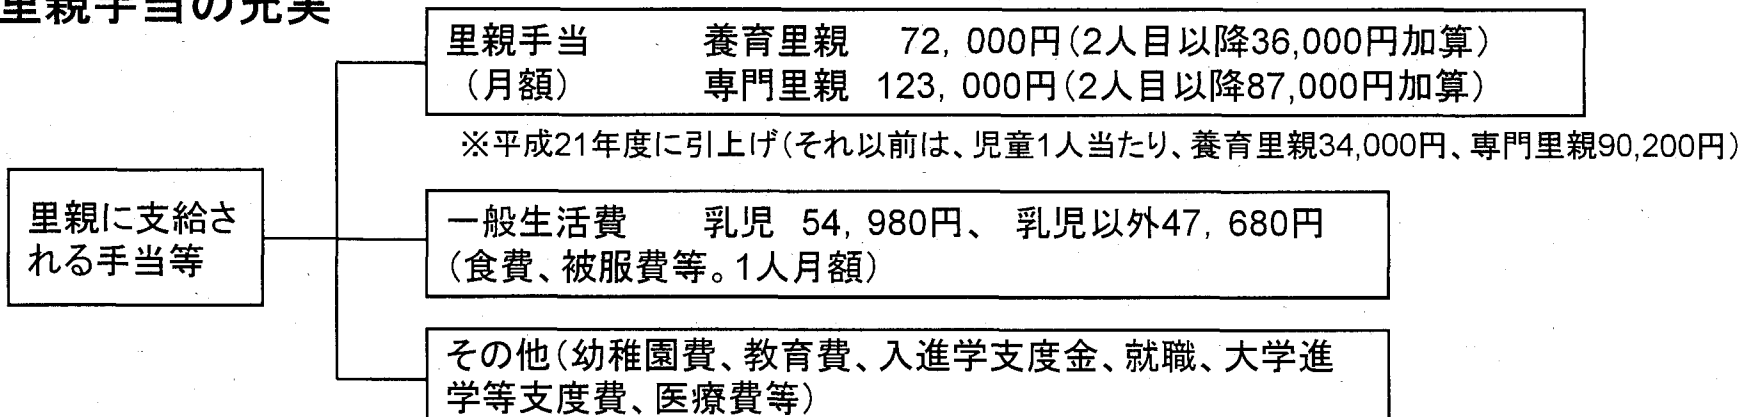 里親手当の充実
里親手当 養育里親 72,000円(2人目以降36,000円加算)
(月額) 専門里親 123,000円(2人目以降87,000円加算)
※平成21年度に引上げ(それ以前は、児童1人当たり、養育里親34,000円、専門里親90,200円)
里親に支給さ
れる手当等
一般生活費 乳児 54,980円、 乳児以外47,680円
(食費、被服費等。1人月額)
その他(幼稚園費、教育費、入進学支度金、就職、大学進
学等支度費、医療費等)